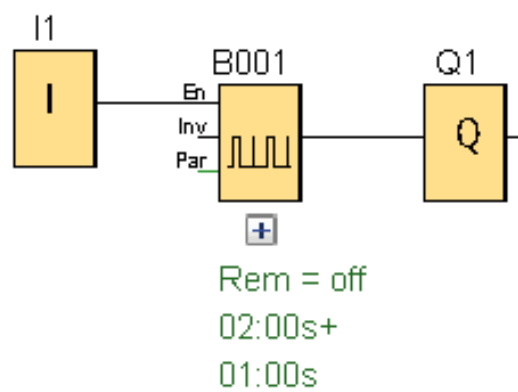 I1
I
B001
En
Inv
Par
Q1
Q
Rem = off
02:00s+
01:00s